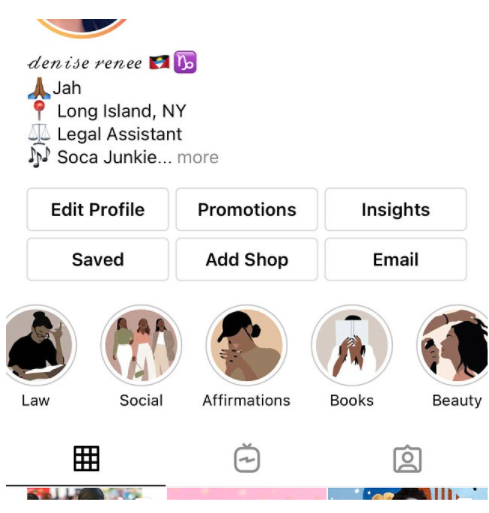 denise renee 🇦🇬♑
🙏🏾Jah
📍 Long Island, NY
⚖️ Legal Assistant
🎶 Soca Junkie... more
Edit Profile Promotions Insights
Saved Add Shop Email
Law Social Affirmations Books Beauty